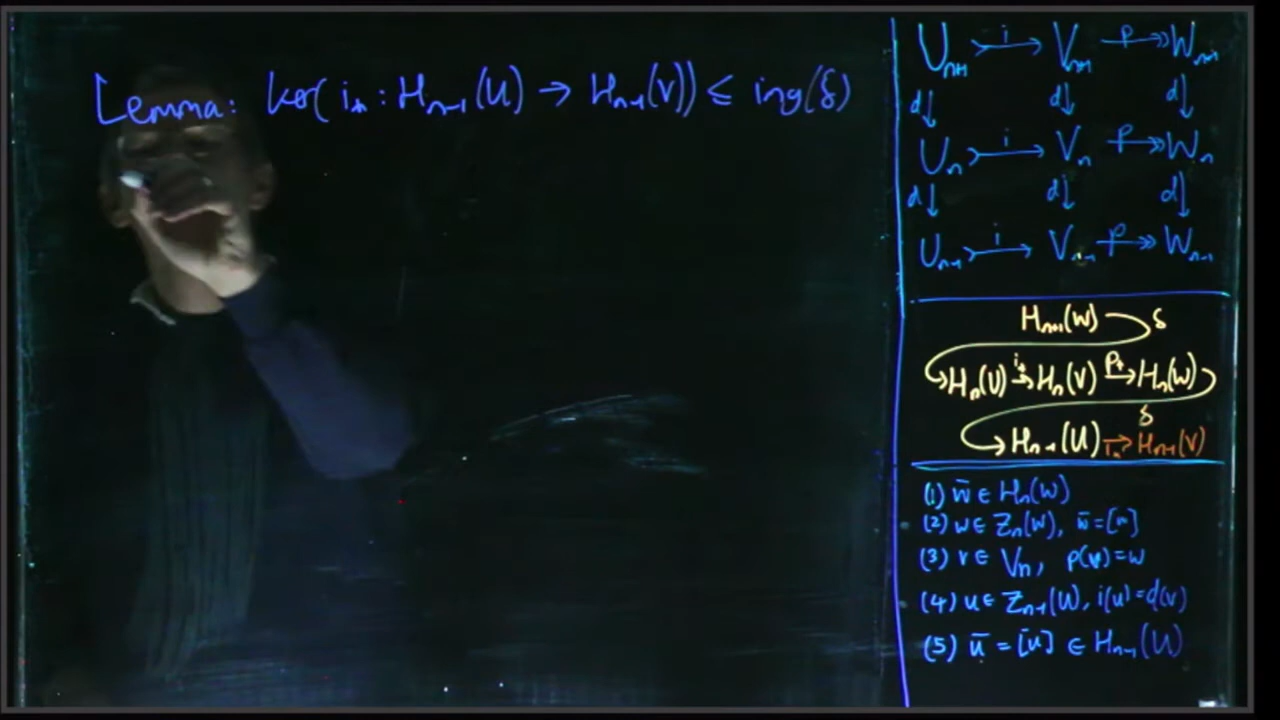 Lemma: ker( i* : Hn-1(U) → Hn-1(V)) ≤ img(δ)
Un+1 ↣ i Vn+1 p ↠ Wn+1
d↓ d↓ d↓
Un ↣ i Vn p ↠ Wn
d↓ d↓ d↓
Un-1 ↣ i Vn-1 p ↠ Wn-1
Hn+1(W) δ
Hn(U) i* → Hn(V) p* → Hn(W)
δ
Hn-1(U) i* → Hn-1(V)
(1) w̄ ∈ Hn(W)
(2) w ∈ Zn(W), w̄ = [w]
(3) v ∈ Vn, p(v) = w
(4) u ∈ Zn-1(U), i(u) = d(v)
(5) ū = [u] ∈ Hn-1(U)